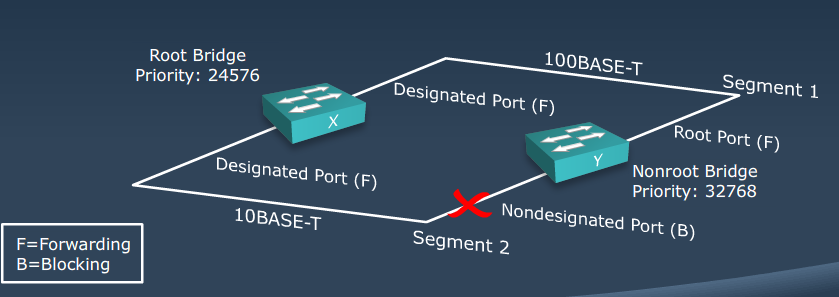 Root Bridge
Priority: 24576
100BASE-T
Segment 1
Designated Port (F)
X
Root Port (F)
Y
Designated Port (F)
Nonroot Bridge
Priority: 32768
10BASE-T
Nondesignated Port (B)
Segment 2
F=Forwarding
B=Blocking